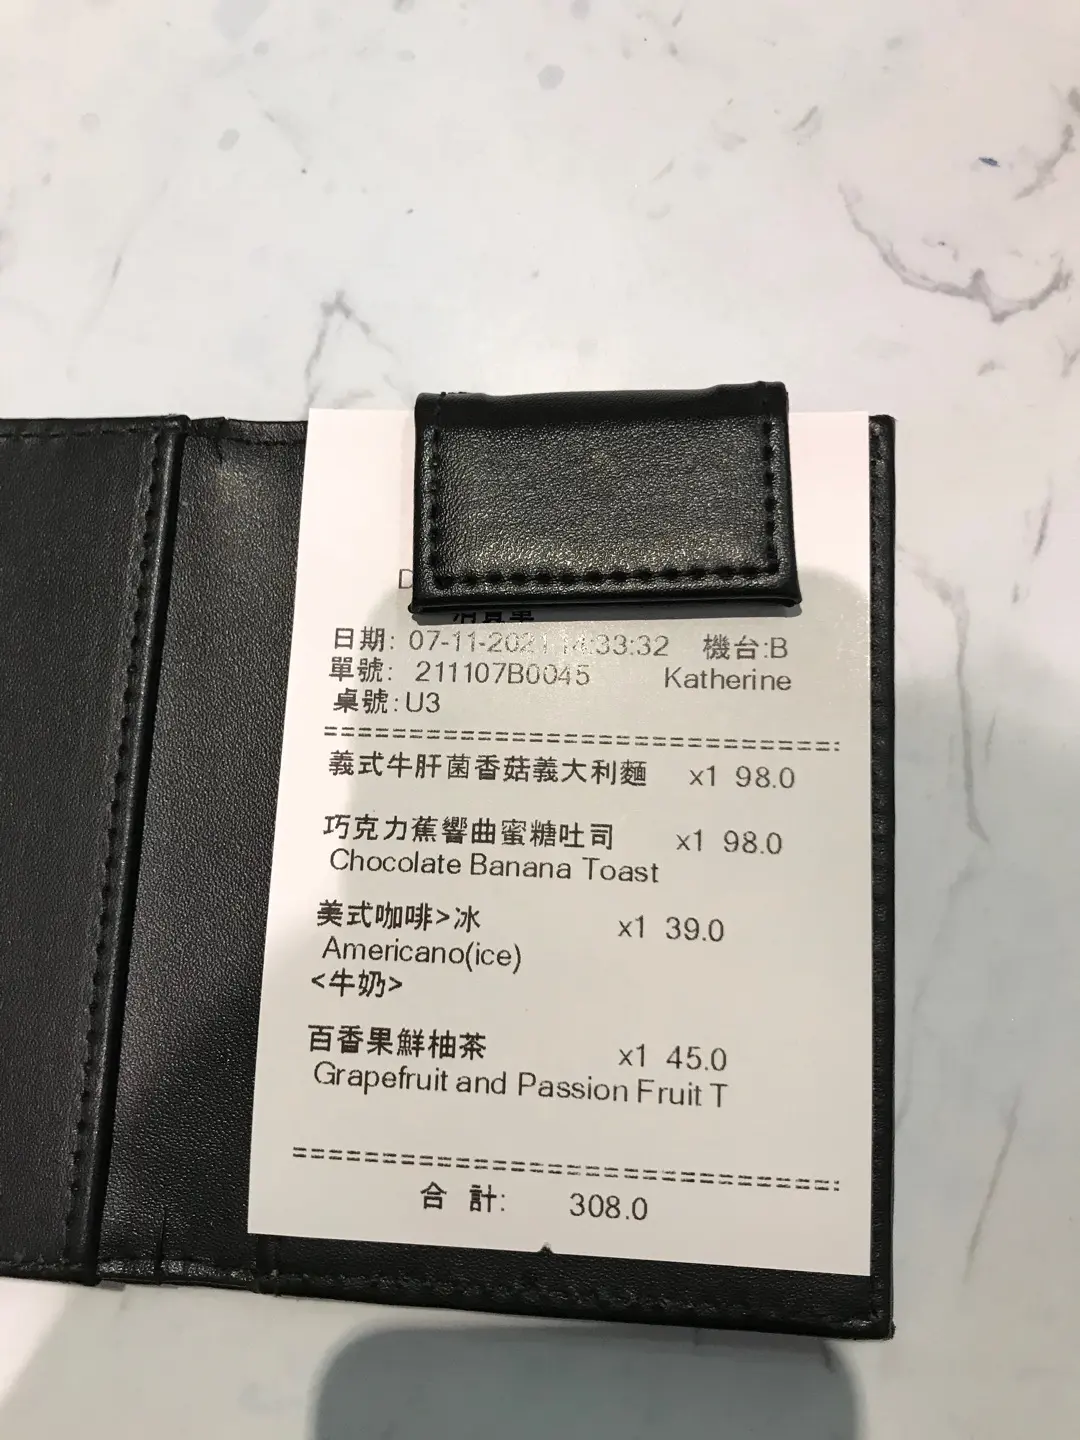 日期: 07-11-2021 14:33:32 機台:B
單號: 211107B0045 Katherine
桌號:U3
義式牛肝菌香菇義大利麵 x1 98.0
巧克力蕉響曲蜜糖吐司 x1 98.0
Chocolate Banana Toast
美式咖啡>冰 x1 39.0
Americano(ice)
<牛奶>
百香果鮮柚茶 x1 45.0
Grapefruit and Passion Fruit T
合 計: 308.0